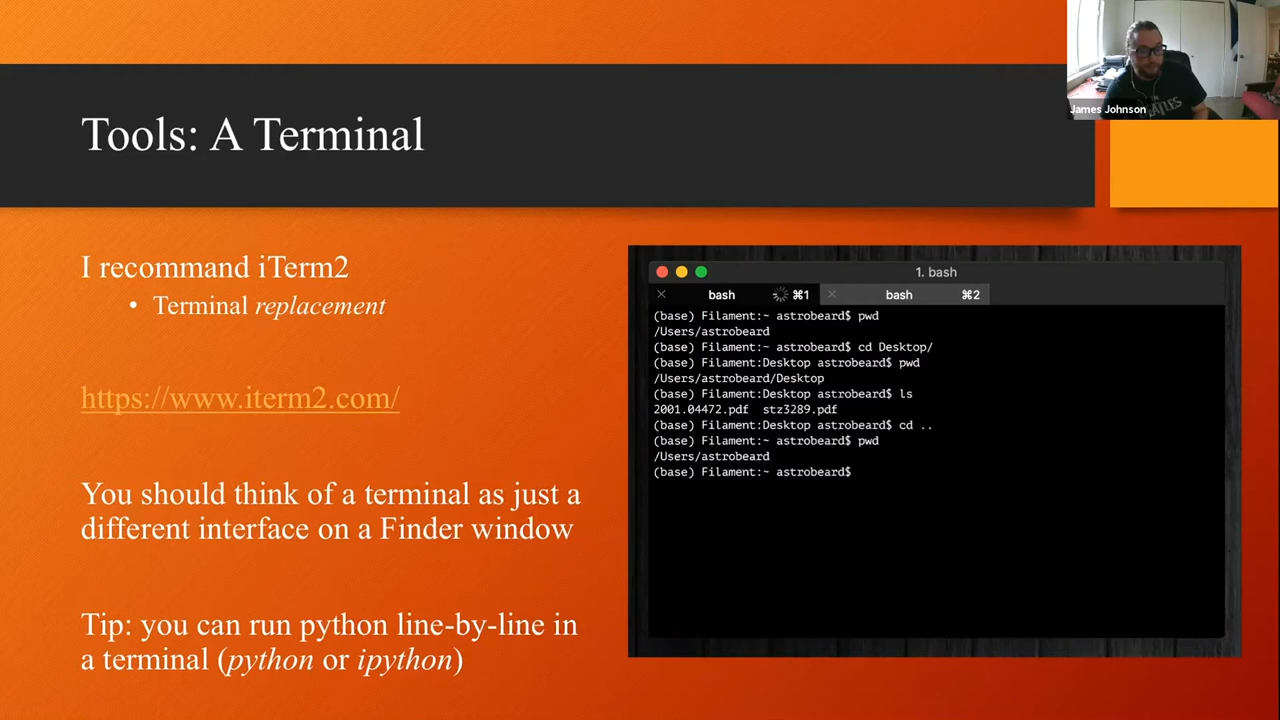 James Johnson
Tools: A Terminal
I recommand iTerm2
• Terminal replacement
https://www.iterm2.com/
You should think of a terminal as just a
different interface on a Finder window
Tip: you can run python line-by-line in
a terminal (python or ipython)
1. bash
bash ⌘1 bash ⌘2
(base) Filament:~ astrobeard$ pwd
/Users/astrobeard
(base) Filament:~ astrobeard$ cd Desktop/
(base) Filament:Desktop astrobeard$ pwd
/Users/astrobeard/Desktop
(base) Filament:Desktop astrobeard$ ls
2001.04472.pdf  stz3289.pdf
(base) Filament:Desktop astrobeard$ cd ..
(base) Filament:~ astrobeard$ pwd
/Users/astrobeard
(base) Filament:~ astrobeard$